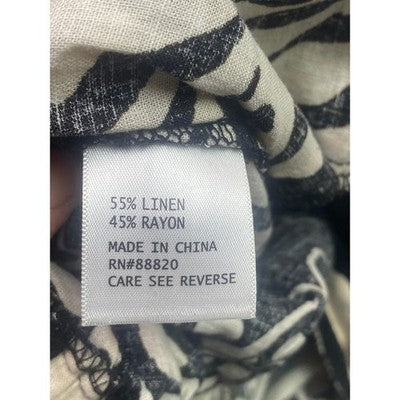 55% LINEN
45% RAYON
MADE IN CHINA
RN#88820
CARE SEE REVERSE